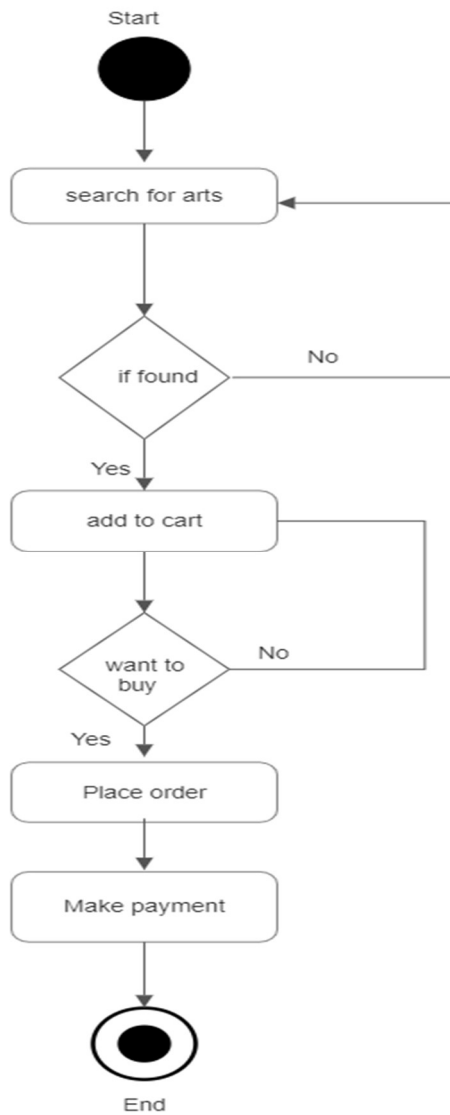 Start
search for arts
if found
No
Yes
add to cart
want to
buy
No
Yes
Place order
Make payment
End